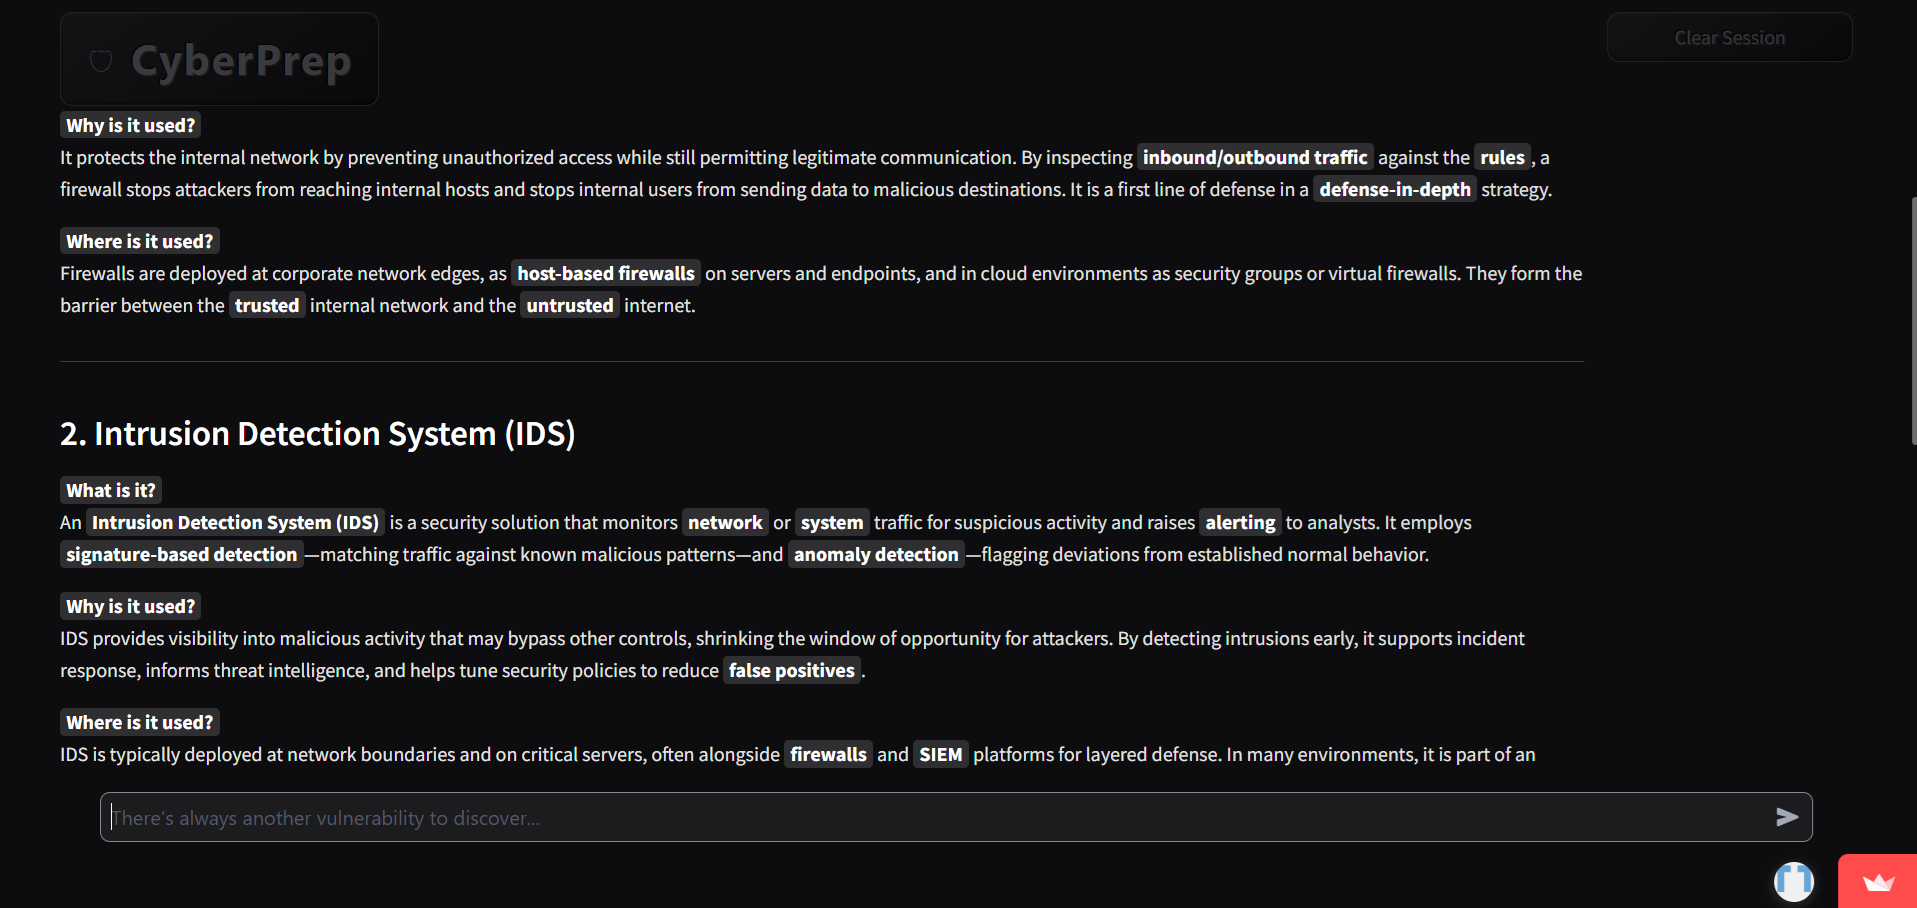 CyberPrep
Clear Session
Why is it used?
It protects the internal network by preventing unauthorized access while still permitting legitimate communication. By inspecting inbound/outbound traffic against the rules, a
firewall stops attackers from reaching internal hosts and stops internal users from sending data to malicious destinations. It is a first line of defense in a defense-in-depth strategy.
Where is it used?
Firewalls are deployed at corporate network edges, as host-based firewalls on servers and endpoints, and in cloud environments as security groups or virtual firewalls. They form the
barrier between the trusted internal network and the untrusted internet.
2. Intrusion Detection System (IDS)
What is it?
An Intrusion Detection System (IDS) is a security solution that monitors network or system traffic for suspicious activity and raises alerting to analysts. It employs
signature-based detection—matching traffic against known malicious patterns—and anomaly detection—flagging deviations from established normal behavior.
Why is it used?
IDS provides visibility into malicious activity that may bypass other controls, shrinking the window of opportunity for attackers. By detecting intrusions early, it supports incident
response, informs threat intelligence, and helps tune security policies to reduce false positives.
Where is it used?
IDS is typically deployed at network boundaries and on critical servers, often alongside firewalls and SIEM platforms for layered defense. In many environments, it is part of an
There's always another vulnerability to discover...